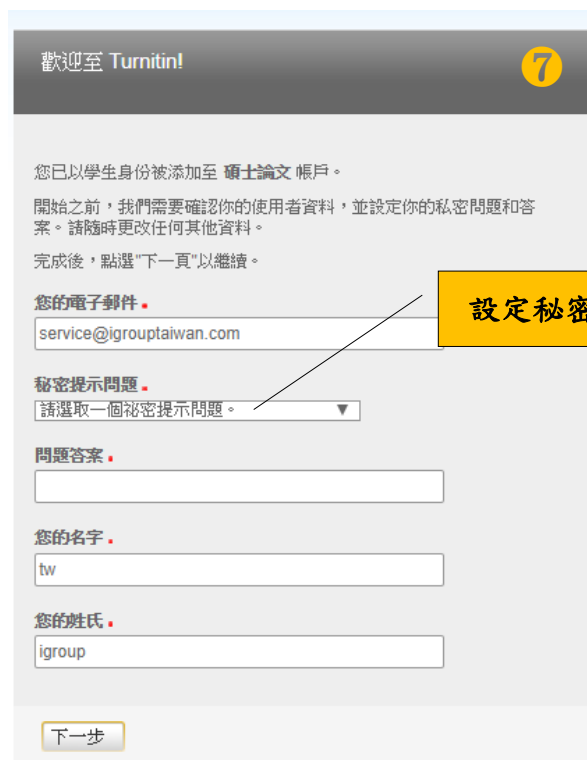 歡迎至 Turnitin!
7
您已以學生身份被添加至 碩士論文 帳戶。
開始之前，我們需要確認你的使用者資料，並設定你的私密問題和答
案。請隨時更改任何其他資料。
完成後，點選"下一頁"以繼續。
您的電子郵件
設定秘密
service@igrouptaiwan.com
秘密提示問題
請選取一個祕密提示問題。
問題答案
您的名字
tw
您的姓氏
igroup
下一步